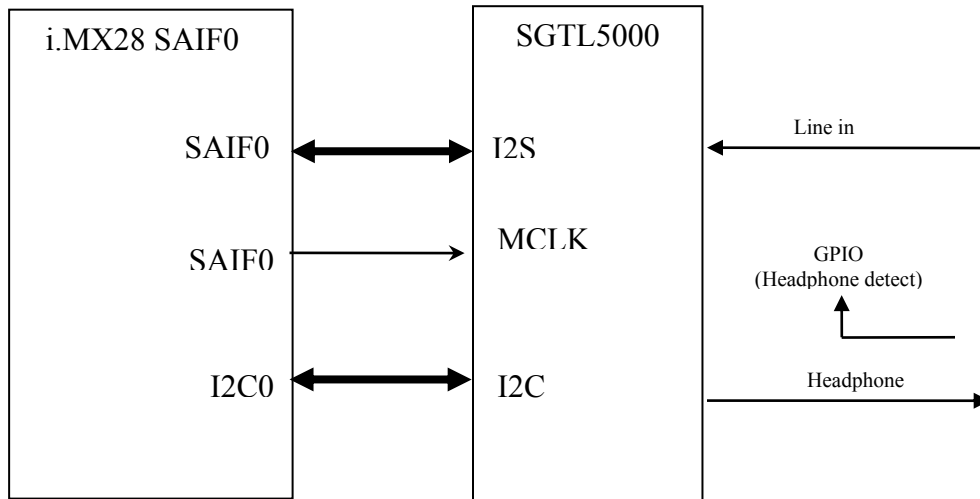 i.MX28 SAIF0
SGTL5000
SAIF0
I2S
Line in
SAIF0
MCLK
GPIO
(Headphone detect)
I2C0
I2C
Headphone